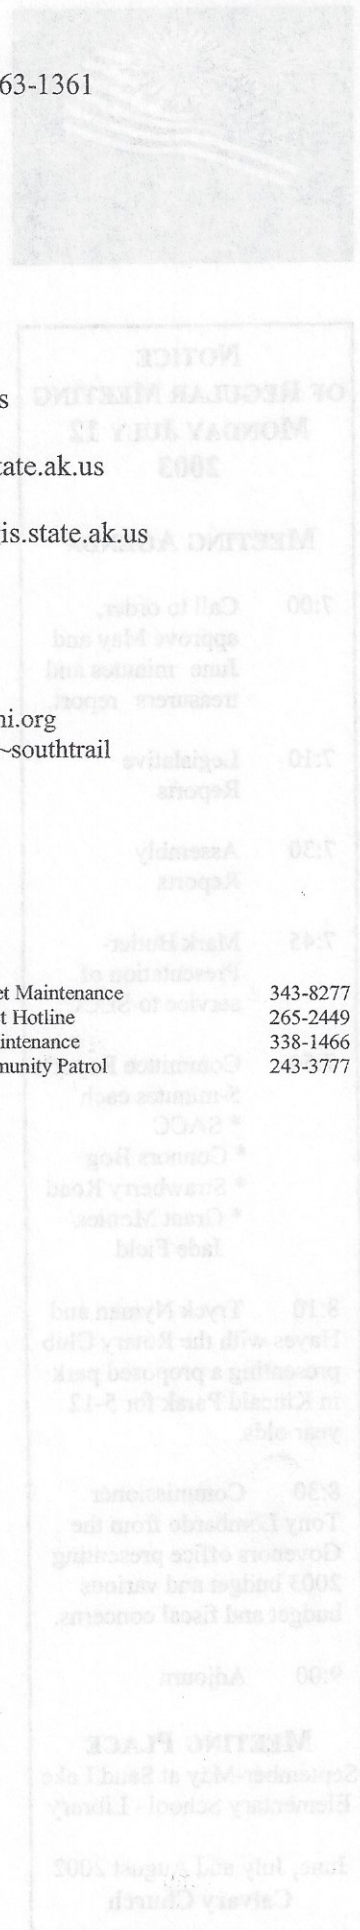 63-1361
s
tate.ak.us
gis.state.ak.us
ni.org
~southtrail
et Maintenance 343-8277
t Hotline 265-2449
aintenance 338-1466
munity Patrol 243-3777
NOTICE
OF REGULAR MEETING
MONDAY JULY 12
2003
MEETING AGENDA
7:00 Call to order,
approve May and
June minutes and
treasurers report.
7:10 Legislative
Reports
7:30 Assembly
Reports
7:45 Mark Butler-
Presentation of
service to
Committee
5-minutes each
* SACC
* Connors Bog
* Strawberry Road
* Grant Montes,
Jade Field
8:10 Tryck Nyman and
Hayes with the Rotary Club
presenting a proposed park
in Kincaid Parak for 5-12
year olds.
8:30 Commissioner
Tony Lombardo from the
Govenors office presenting
2003 budget and various
budget and fiscal concerns.
9:00 Adjourn
MEETING PLACE
September-May at Sand Lake
Elementary School - Library
June, July and August 2002
Calvary Church